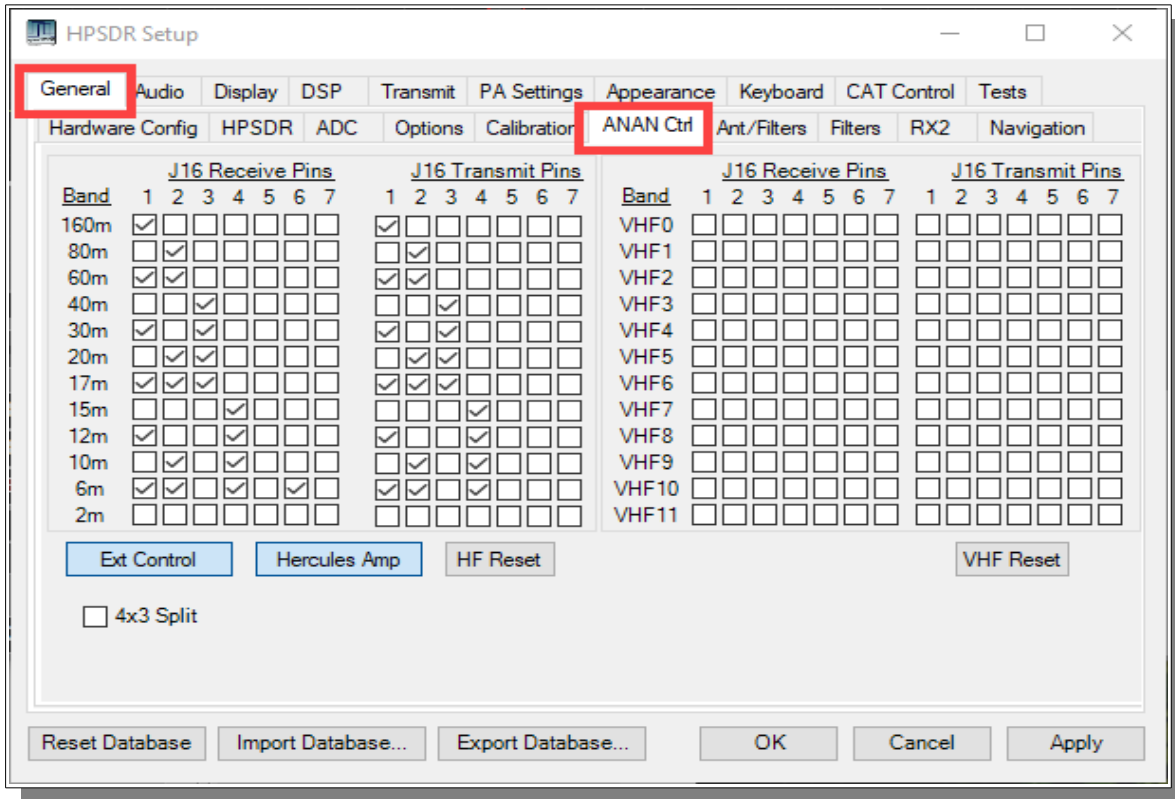 HPSDR Setup
General Audio Display DSP Transmit PA Settings Appearance Keyboard CAT Control Tests
Hardware Config HPSDR ADC Options Calibration ANAN Ctrl Ant/Filters Filters RX2 Navigation
J16 Receive Pins J16 Transmit Pins J16 Receive Pins J16 Transmit Pins
Band 1 2 3 4 5 6 7 1 2 3 4 5 6 7 Band 1 2 3 4 5 6 7 1 2 3 4 5 6 7
160m VHF0
80m VHF1
60m VHF2
40m VHF3
30m VHF4
20m VHF5
17m VHF6
15m VHF7
12m VHF8
10m VHF9
6m VHF10
2m VHF11
Ext Control Hercules Amp HF Reset VHF Reset
4x3 Split
Reset Database Import Database... Export Database... OK Cancel Apply